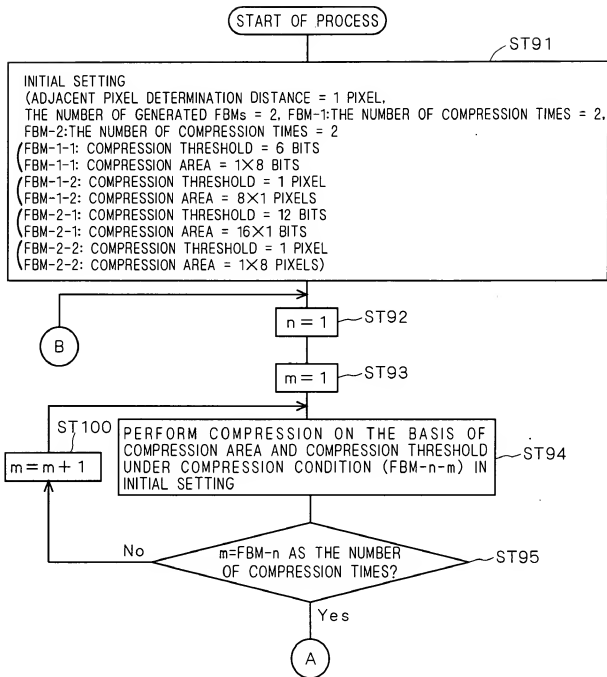 START OF PROCESS
ST91
INITIAL SETTING
(ADJACENT PIXEL DETERMINATION DISTANCE = 1 PIXEL,
THE NUMBER OF GENERATED FBMs = 2, FBM-1:THE NUMBER OF COMPRESSION TIMES = 2,
FBM-2:THE NUMBER OF COMPRESSION TIMES = 2
(FBM-1-1: COMPRESSION THRESHOLD = 6 BITS
FBM-1-1: COMPRESSION AREA = 1×8 BITS
(FBM-1-2: COMPRESSION THRESHOLD = 1 PIXEL
FBM-1-2: COMPRESSION AREA = 8×1 PIXELS
(FBM-2-1: COMPRESSION THRESHOLD = 12 BITS
FBM-2-1: COMPRESSION AREA = 16×1 BITS
(FBM-2-2: COMPRESSION THRESHOLD = 1 PIXEL
FBM-2-2: COMPRESSION AREA = 1×8 PIXELS)
B
n = 1
ST92
m = 1
ST93
ST100
m = m + 1
PERFORM COMPRESSION ON THE BASIS OF
COMPRESSION AREA AND COMPRESSION THRESHOLD
UNDER COMPRESSION CONDITION (FBM-n-m) IN
INITIAL SETTING
ST94
No
m=FBM-n AS THE NUMBER
OF COMPRESSION TIMES?
ST95
Yes
A